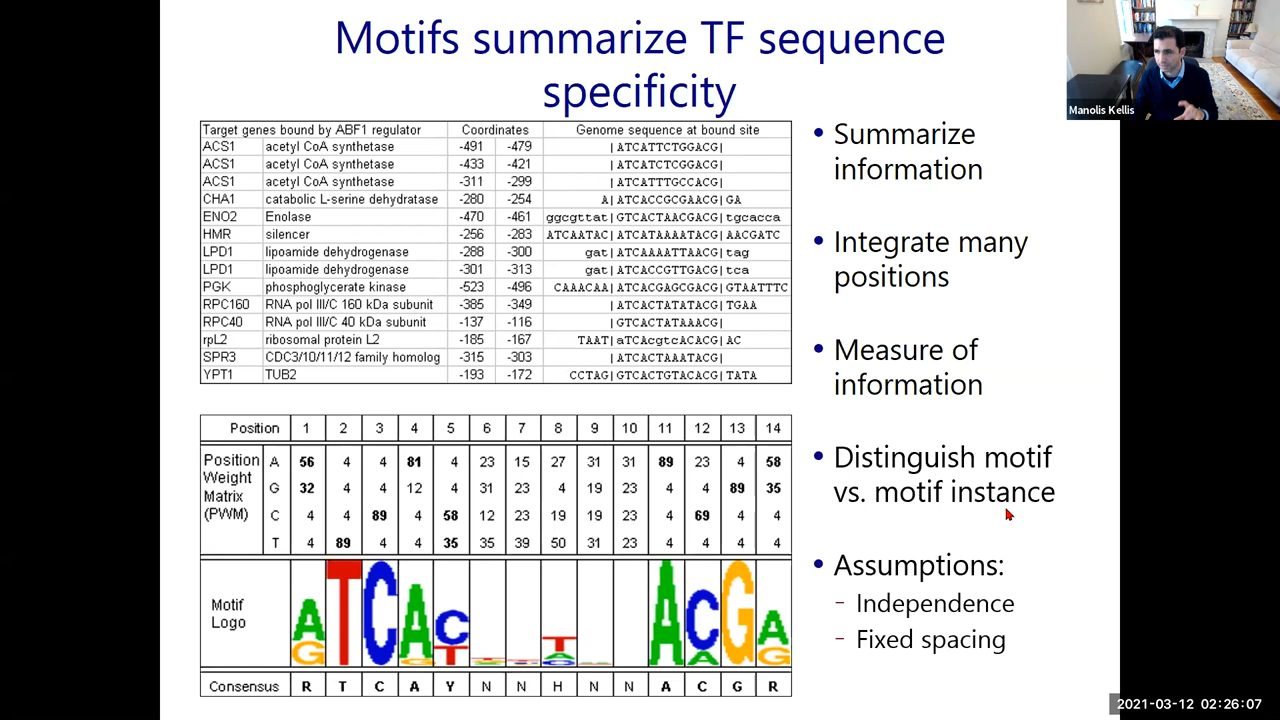 Motifs summarize TF sequence
specificity
Manolis Kellis
Target genes bound by ABF1 regulator Coordinates Genome sequence at bound site
ACS1 acetyl CoA synthetase -491 -479 |ATCATTCTGGACG|
ACS1 acetyl CoA synthetase -433 -421 |ATCATCTCGGACG|
ACS1 acetyl CoA synthetase -311 -299 |ATCATTTGCCACG|
CHA1 catabolic L-serine dehydratase -280 -254 A|ATCACCGCGAACG|GA
ENO2 Enolase -470 -461 ggcgttat|GTCACTAACGACG|tgcacca
HMR silencer -256 -283 ATCAATAC|ATCATAAAATACG|AACGATC
LPD1 lipoamide dehydrogenase -288 -300 gat|ATCAAAATTAACG|tag
LPD1 lipoamide dehydrogenase -301 -313 gat|ATCACCGTTGACG|tca
PGK phosphoglycerate kinase -523 -496 CAAACAA|ATCACGAGCGACG|GTAATTTC
RPC160 RNA pol III/C 160 kDa subunit -385 -349 |ATCACTATATACG|TGAA
RPC40 RNA pol III/C 40 kDa subunit -137 -116 |GTCACTATAAACG|
rpL2 ribosomal protein L2 -185 -167 TAAT|aTCAcgtcACACG|AC
SPR3 CDC3/10/11/12 family homolog -315 -303 |ATCACTAAATACG|
YPT1 TUB2 -193 -172 CCTAG|GTCACTGTACACG|TATA
Position 1 2 3 4 5 6 7 8 9 10 11 12 13 14
Position Weight Matrix (PWM)
A 56 4 4 81 4 23 15 27 31 31 89 23 4 58
G 32 4 4 12 4 31 23 4 19 23 4 4 89 35
C 4 4 89 4 58 12 23 19 19 23 4 69 4 4
T 4 89 4 4 35 35 39 50 31 23 4 4 4 4
Motif
Logo
A T C A C T A C G A
G G T A G
Consensus R T C A Y N N H N N A C G R
• Summarize
information
• Integrate many
positions
• Measure of
information
• Distinguish motif
vs. motif instance
• Assumptions:
− Independence
− Fixed spacing
2021-03-12 02:26:07